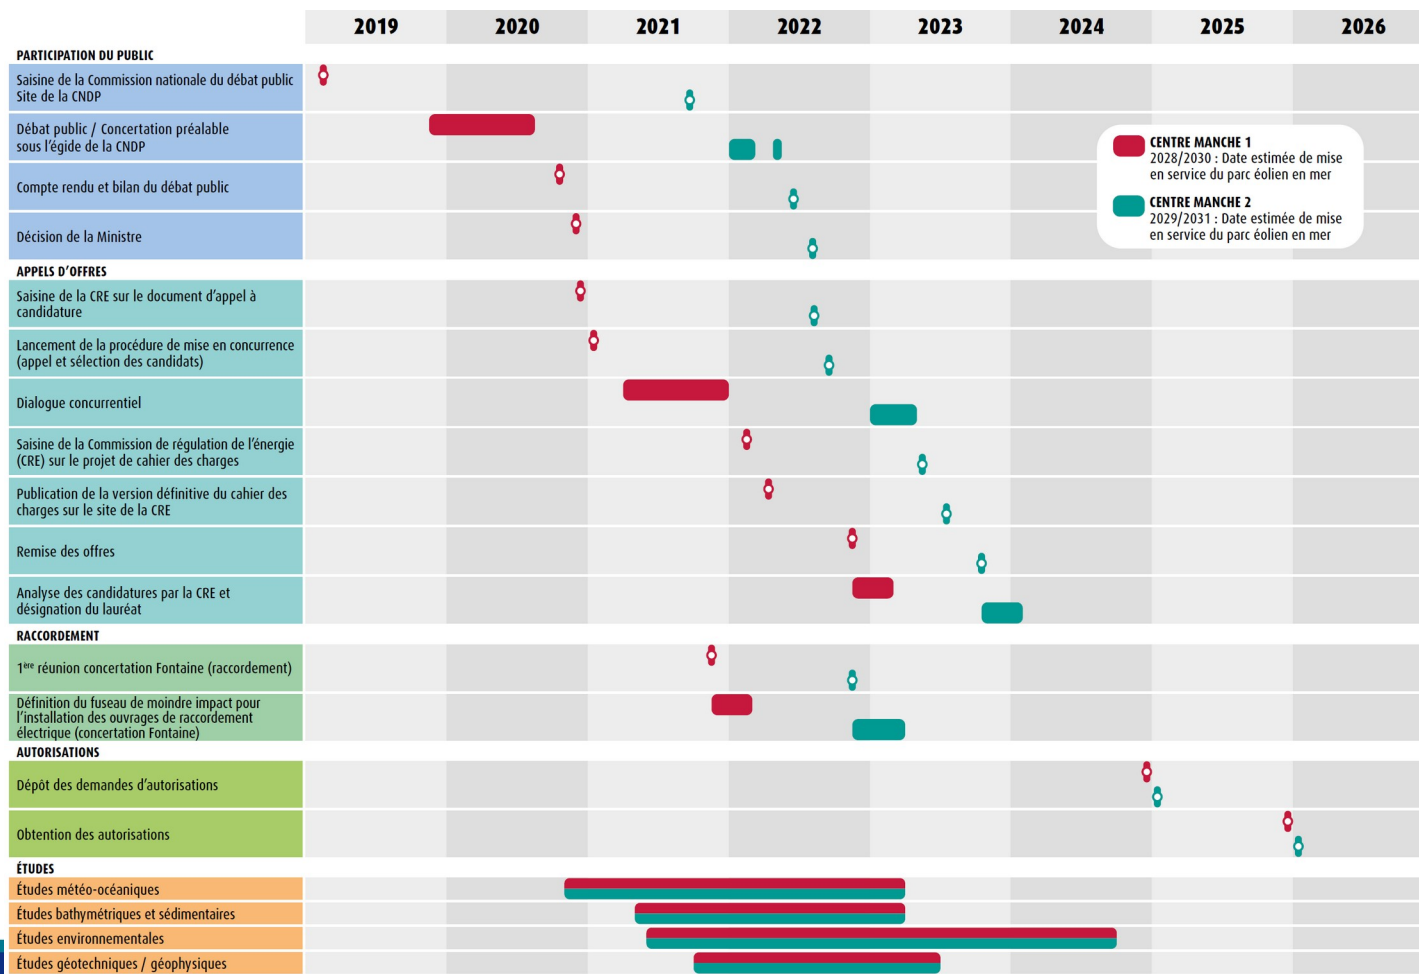 2019 2020 2021 2022 2023 2024 2025 2026
PARTICIPATION DU PUBLIC
Saisine de la Commission nationale du débat public
Site de la CNDP
Débat public / Concertation préalable
sous l'égide de la CNDP
Compte rendu et bilan du débat public
Décision de la Ministre
CENTRE MANCHE 1
2028/2030 : Date estimée de mise
en service du parc éolien en mer
CENTRE MANCHE 2
2029/2031 : Date estimée de mise
en service du parc éolien en mer
APPELS D'OFFRES
Saisine de la CRE sur le document d'appel à
candidature
Lancement de la procédure de mise en concurrence
(appel et sélection des candidats)
Dialogue concurrentiel
Saisine de la Commission de régulation de l'énergie
(CRE) sur le projet de cahier des charges
Publication de la version définitive du cahier des
charges sur le site de la CRE
Remise des offres
Analyse des candidatures par la CRE et
désignation du lauréat
RACCORDEMENT
1ère réunion concertation Fontaine (raccordement)
Définition du fuseau de moindre impact pour
l'installation des ouvrages de raccordement
électrique (concertation Fontaine)
AUTORISATIONS
Dépôt des demandes d'autorisations
Obtention des autorisations
ÉTUDES
Études météo-océaniques
Études bathymétriques et sédimentaires
Études environnementales
Études géotechniques / géophysiques